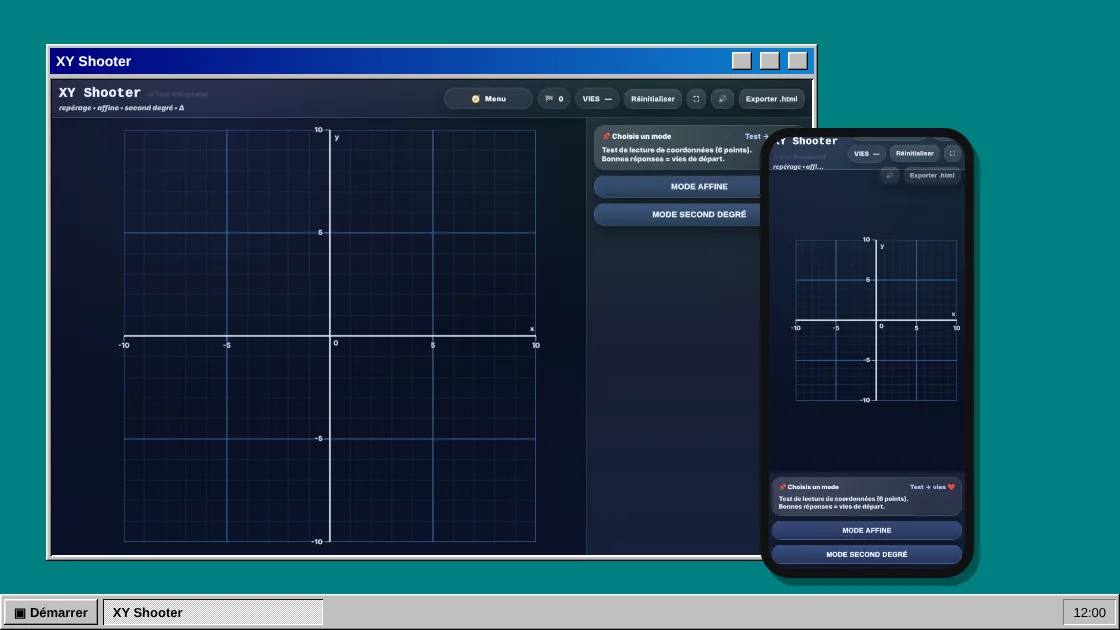 XY Shooter
XY Shooter
repérage • affine • second degré • Δ
🧭 Menu
🏁 0
VIES —
Réinitialiser
Exporter .html
10
y
5
x
-10
-5
0
5
10
-5
-10
📌 Choisis un mode
Test →
Test de lecture de coordonnées (6 points).
Bonnes réponses = vies de départ.
MODE AFFINE
MODE SECOND DEGRÉ
XY Shooter
repérage • affi...
VIES —
Réinitialiser
Exporter .html
10
y
5
x
-10
-5
0
5
10
-5
-10
📌 Choisis un mode
Test → vies ❤️
Test de lecture de coordonnées (6 points).
Bonnes réponses = vies de départ.
MODE AFFINE
MODE SECOND DEGRÉ
Démarrer
XY Shooter
12:00